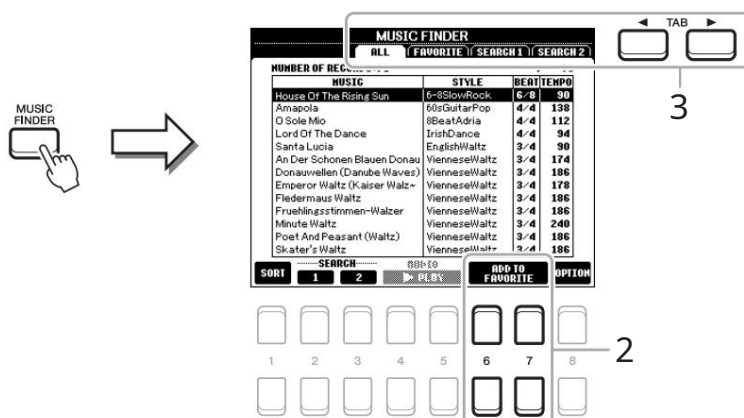 ◄ TAB ►
3
MUSIC FINDER
ALL FAVORITE SEARCH 1 SEARCH 2
NUMBER OF
MUSIC STYLE BEAT TEMPO
House Of The Rising Sun 6-8SlowRock 6/8 90
Amapola 60sGuitarPop 4/4 138
O Sole Mio 8BeatAdria 4/4 112
Lord Of The Dance IrishDance 4/4 94
Santa Lucia EnglishWaltz 3/4 90
An Der Schonen Blauen Donau VienneseWaltz 3/4 174
Donauwellen (Danube Waves) VienneseWaltz 3/4 186
Emperor Waltz (Kaiser Walz~ VienneseWaltz 3/4 178
Fledermaus Waltz VienneseWaltz 3/4 186
Fruehlingsstimmen-Walzer VienneseWaltz 3/4 186
Minute Waltz VienneseWaltz 3/4 240
Poet And Peasant (Waltz) VienneseWaltz 3/4 186
Skater's Waltz VienneseWaltz 3/4 186
MUSIC
FINDER
SORT SEARCH 1 2 AUDIO ▶ PLAY ADD TO FAVORITE OPTION
1 2 3 4 5 6 7 8
2